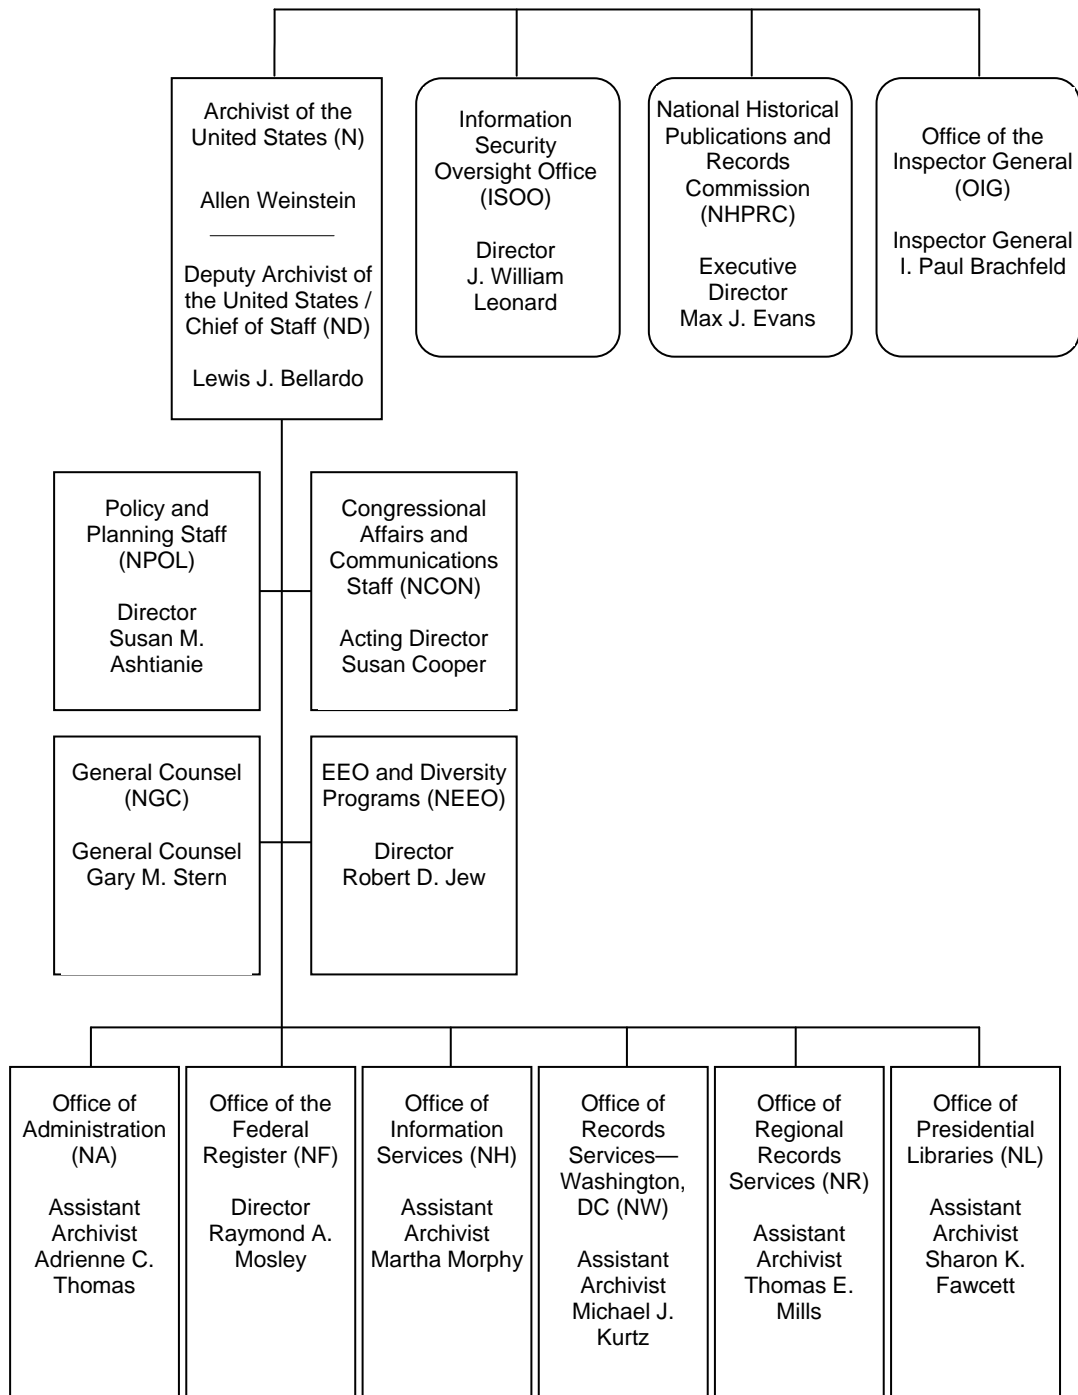 Archivist of the
United States (N)
Allen Weinstein
Deputy Archivist of
the United States /
Chief of Staff (ND)
Lewis J. Bellardo
Information
Security
Oversight Office
(ISOO)
Director
J. William
Leonard
National Historical
Publications and
Records
Commission
(NHPRC)
Executive
Director
Max J. Evans
Office of the
Inspector General
(OIG)
Inspector General
I. Paul Brachfeld
Policy and
Planning Staff
(NPOL)
Director
Susan M.
Ashtianie
Congressional
Affairs and
Communications
Staff (NCON)
Acting Director
Susan Cooper
General Counsel
(NGC)
General Counsel
Gary M. Stern
EEO and Diversity
Programs (NEEO)
Director
Robert D. Jew
Office of
Administration
(NA)
Assistant
Archivist
Adrienne C.
Thomas
Office of the
Federal
Register (NF)
Director
Raymond A.
Mosley
Office of
Information
Services (NH)
Assistant
Archivist
Martha Morphy
Office of
Records
Services—
Washington,
DC (NW)
Assistant
Archivist
Michael J.
Kurtz
Office of
Regional
Records
Services (NR)
Assistant
Archivist
Thomas E.
Mills
Office of
Presidential
Libraries (NL)
Assistant
Archivist
Sharon K.
Fawcett